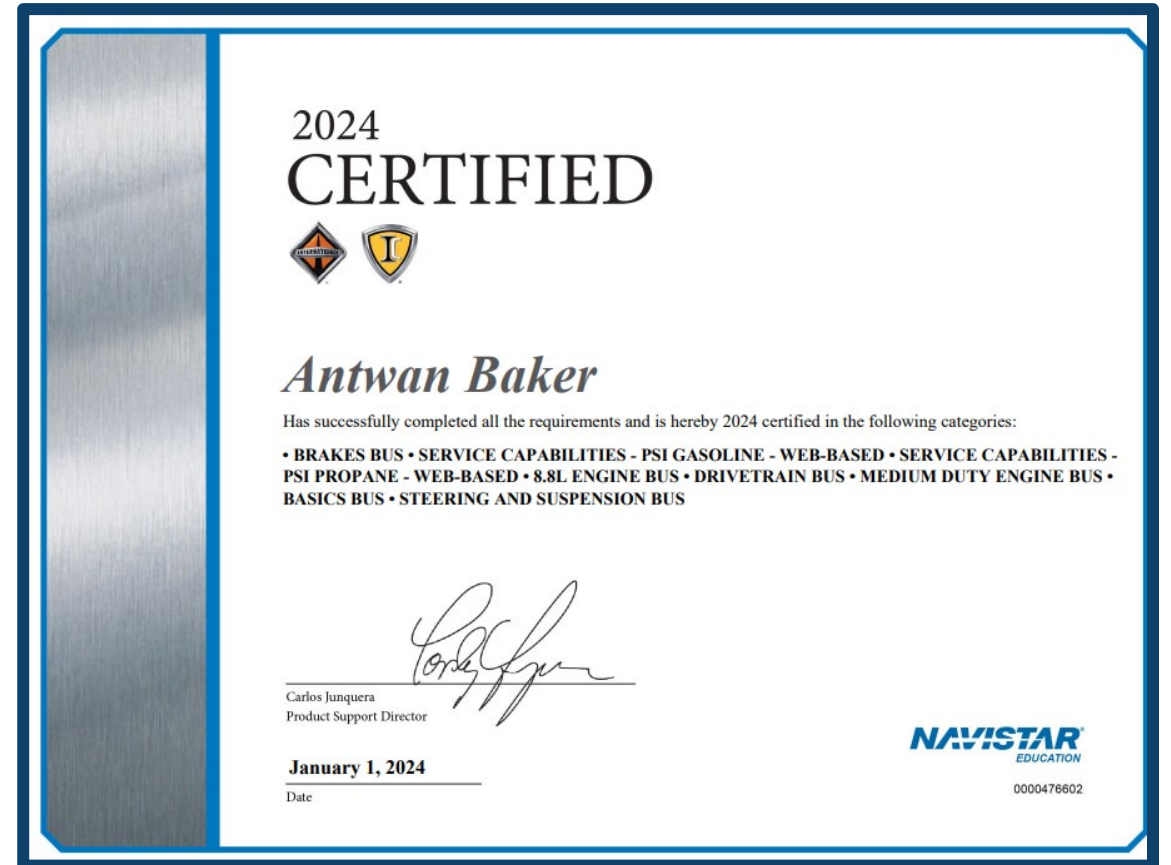 2024
CERTIFIED
INTERNATIONAL
Antwan Baker
Has successfully completed all the requirements and is hereby 2024 certified in the following categories:
• BRAKES BUS • SERVICE CAPABILITIES - PSI GASOLINE - WEB-BASED • SERVICE CAPABILITIES -
PSI PROPANE - WEB-BASED • 8.8L ENGINE BUS • DRIVETRAIN BUS • MEDIUM DUTY ENGINE BUS •
BASICS BUS • STEERING AND SUSPENSION BUS
Carlos Junquera
Product Support Director
January 1, 2024
Date
NAVISTAR®
EDUCATION
0000476602